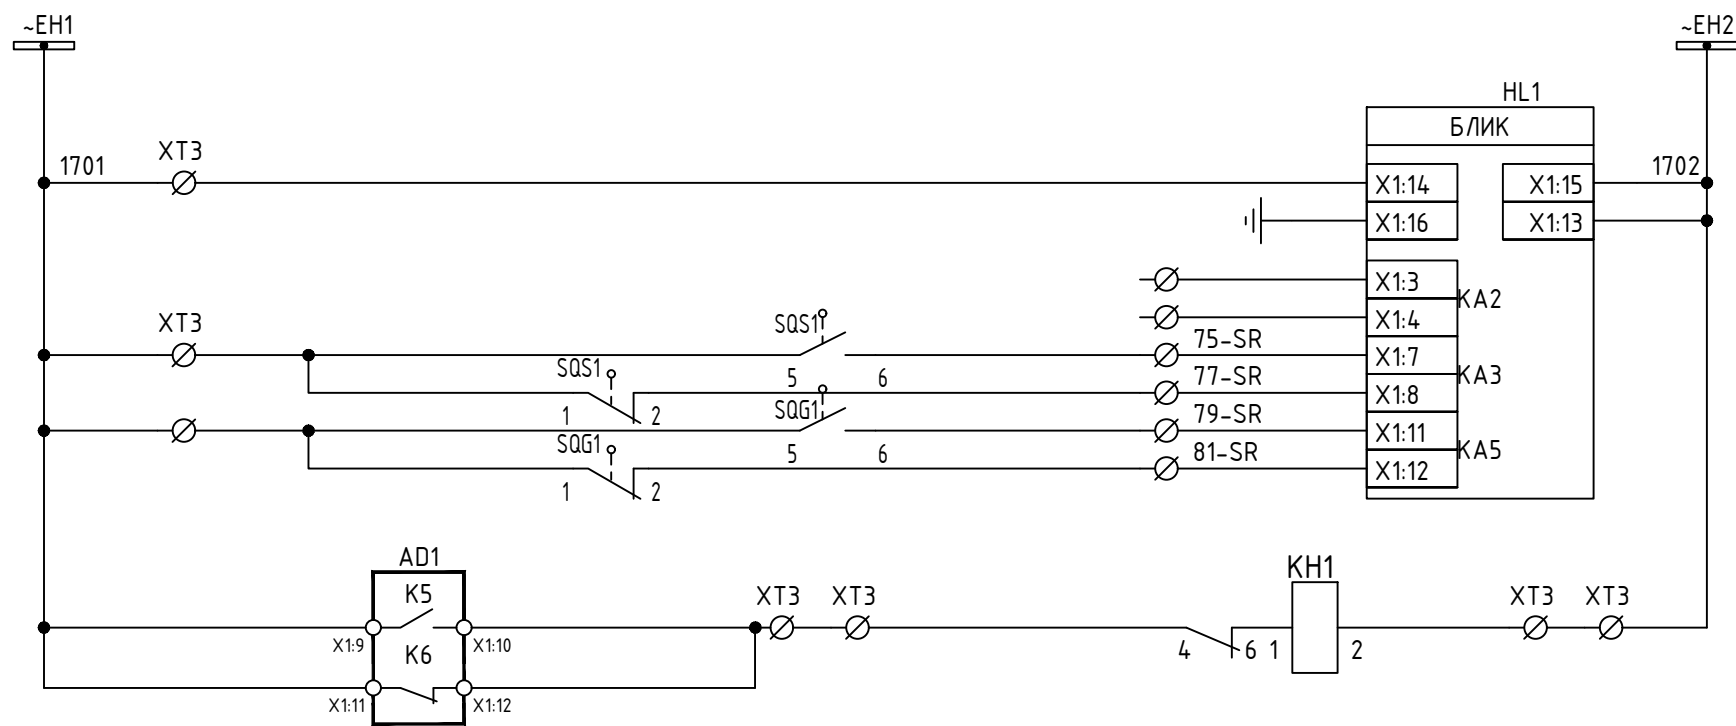 ~EH1 ~EH2
HL1
БЛИК
1701 XT3 X1:14 X1:15 1702
X1:16 X1:13
X1:3
KA2
XT3 SQS1 X1:4
5 6 75-SR X1:7
KA3
SQS1 1 2 77-SR X1:8
SQG1 5 6 79-SR X1:11
KA5
SQG1 1 2 81-SR X1:12
AD1
K5 XT3 XT3 KH1 XT3 XT3
X1:9 X1:10 4 6 1 2
K6
X1:11 X1:12